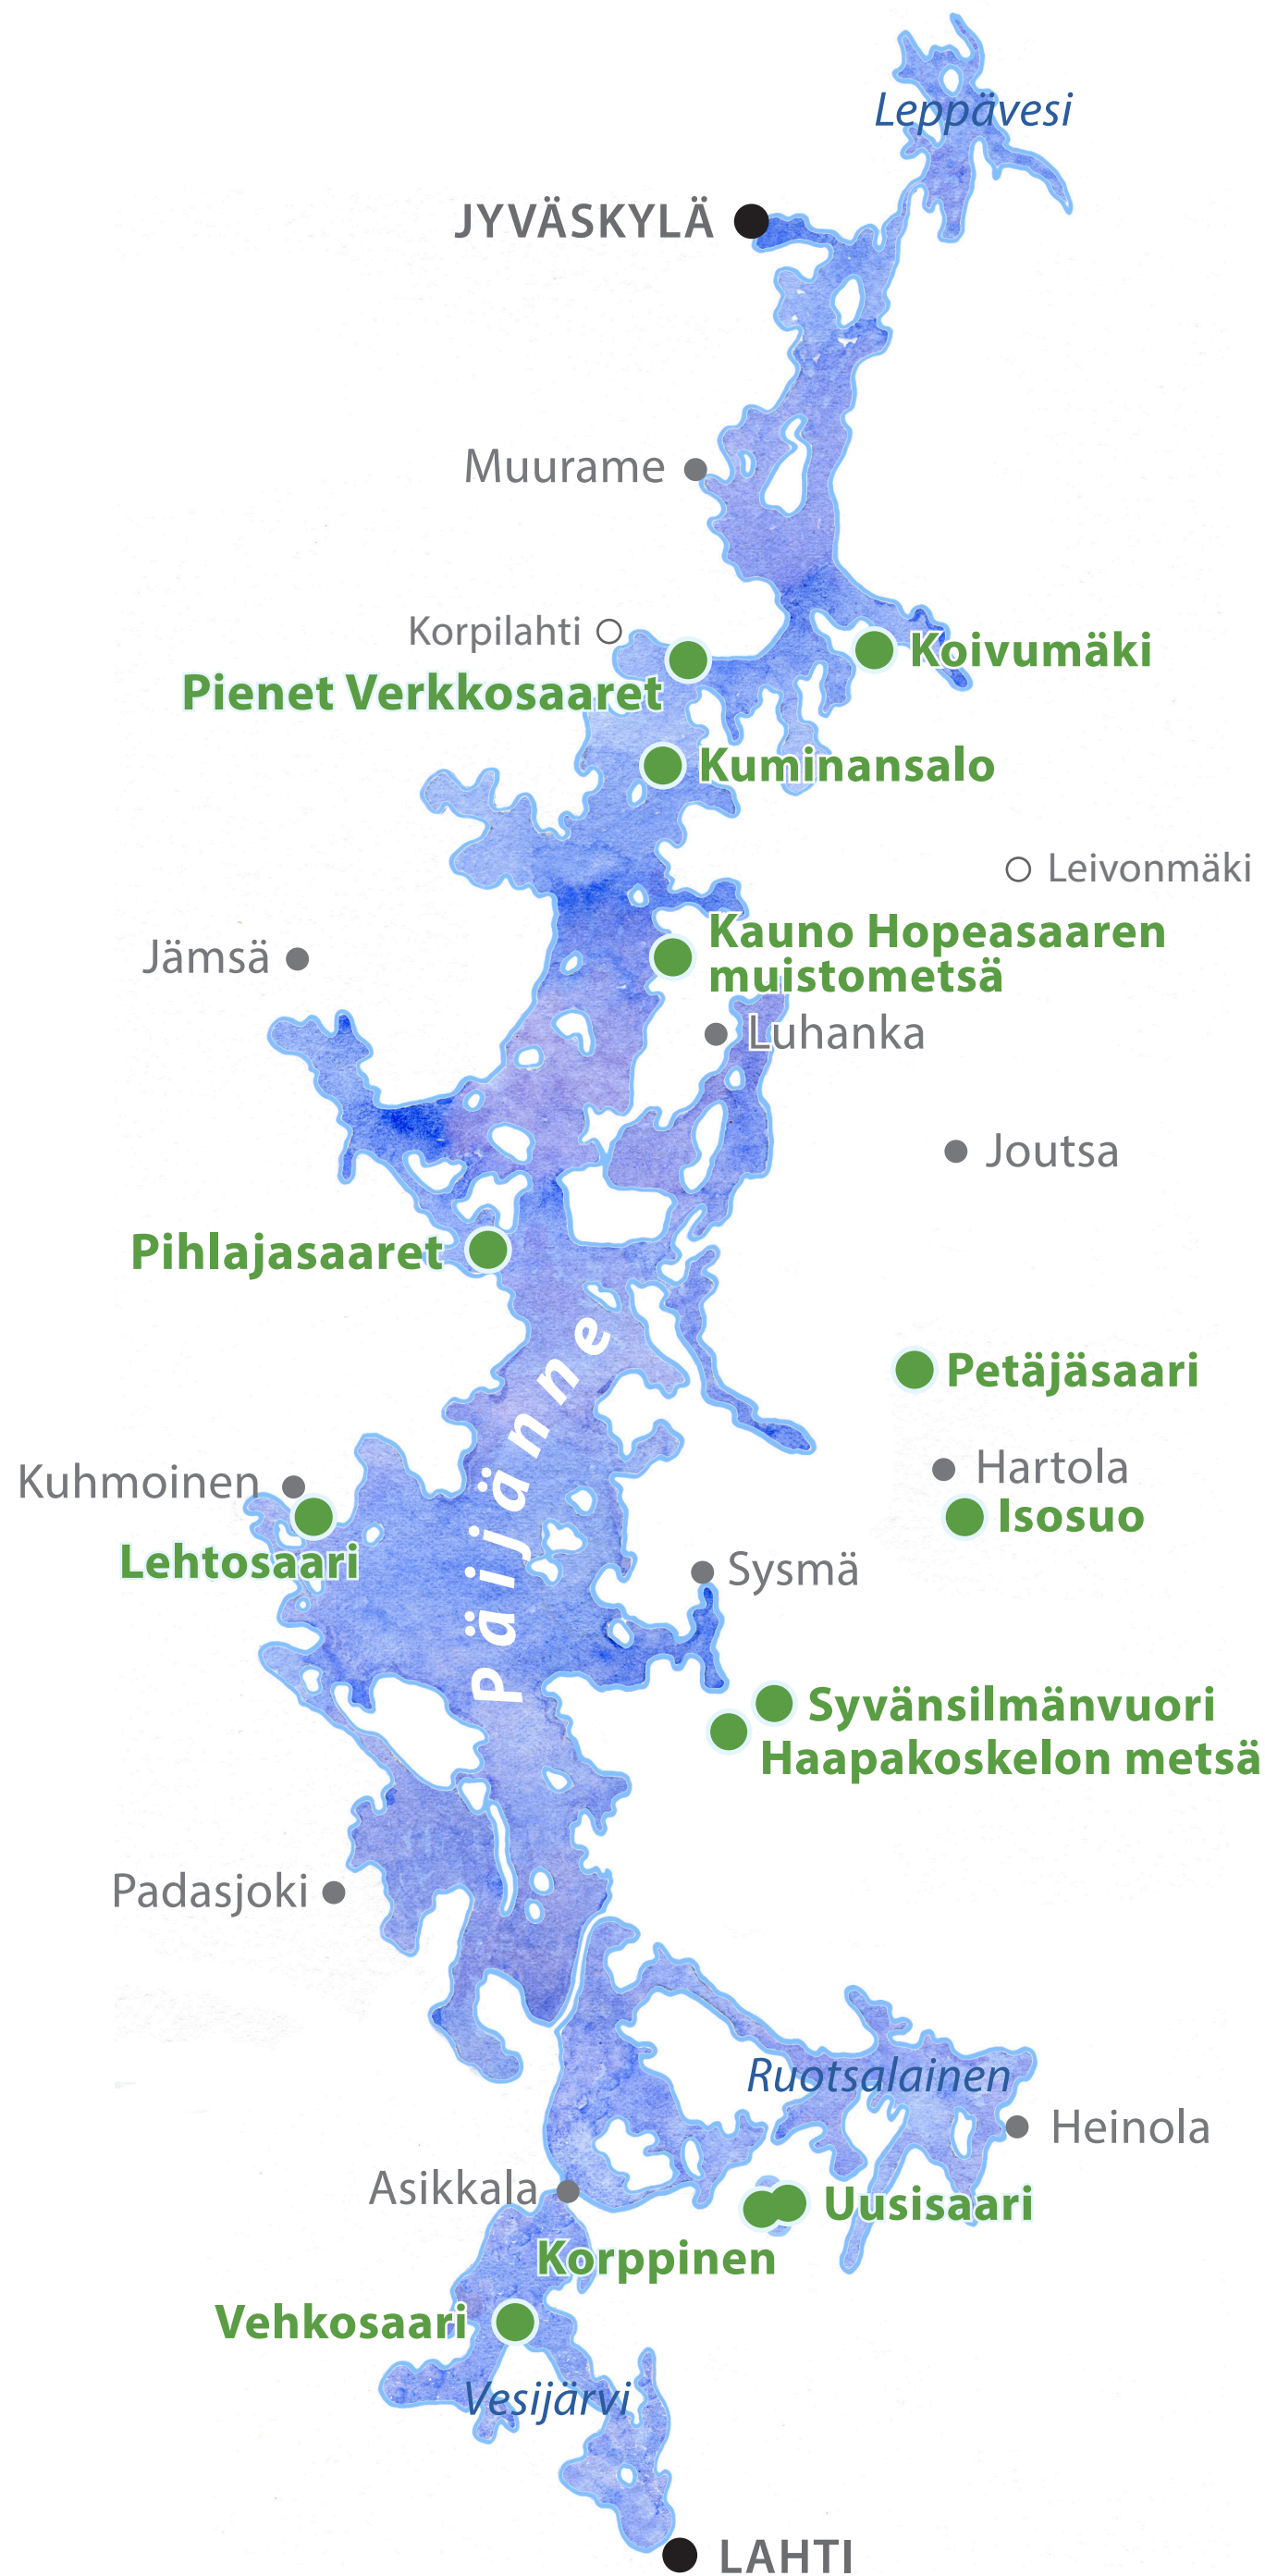 Leppävesi
JYVÄSKYLÄ
Muurame
Korpilahti
Koivumäki
Pienet Verkkosaaret
Kuminansalo
Leivonmäki
Kauno Hopeasaaren
muistometsä
Jämsä
Luhanka
Joutsa
Pihlajasaaret
Päijänne
Petäjäsaari
Hartola
Kuhmoinen
Isosuo
Lehtosaari
Sysmä
Syvänsilmänvuori
Haapakoskelon metsä
Padasjoki
Ruotsalainen
Heinola
Asikkala
Uusisaari
Korppinen
Vehkosaari
Vesijärvi
LAHTI